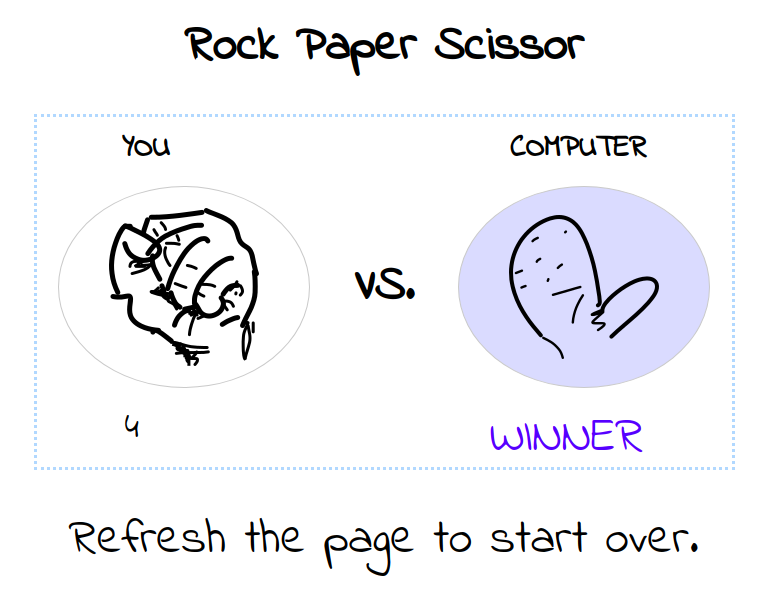 Rock Paper Scissor
YOU
COMPUTER
vs.
4
WINNER
Refresh the page to start over.